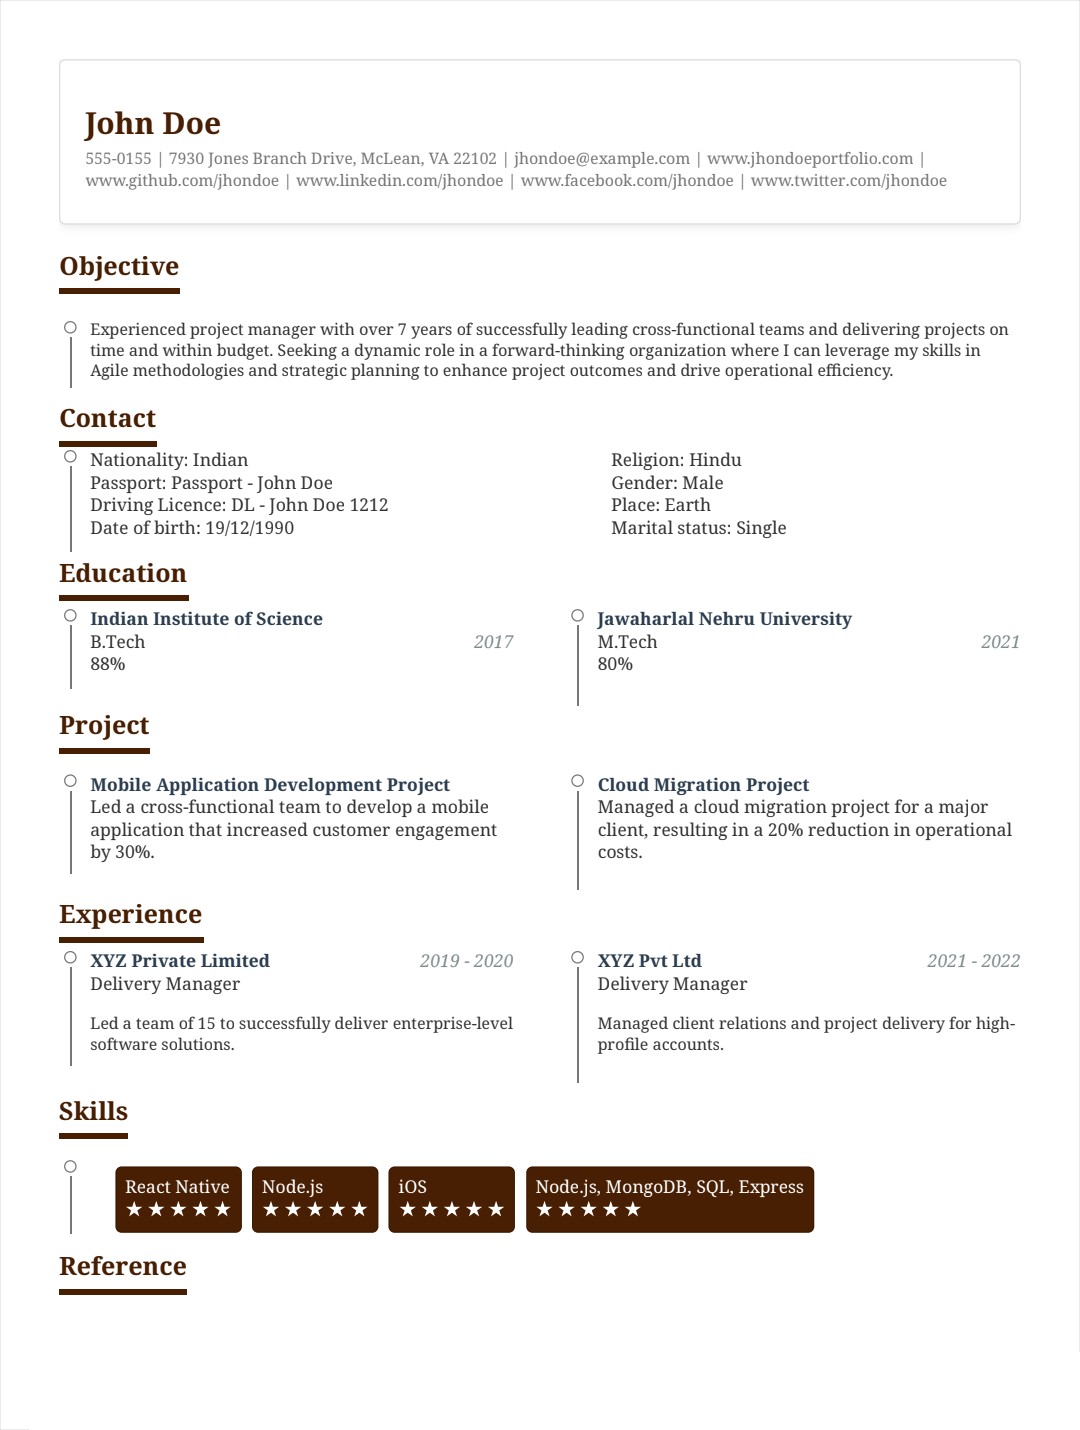 John Doe
555-0155 | 7930 Jones Branch Drive, McLean, VA 22102 | jhondoe@example.com | www.jhondoeportfolio.com |
www.github.com/jhondoe | www.linkedin.com/jhondoe | www.facebook.com/jhondoe | www.twitter.com/jhondoe
Objective
Experienced project manager with over 7 years of successfully leading cross-functional teams and delivering projects on
time and within budget. Seeking a dynamic role in a forward-thinking organization where I can leverage my skills in
Agile methodologies and strategic planning to enhance project outcomes and drive operational efficiency.
Contact
Nationality: Indian
Passport: Passport - John Doe
Driving Licence: DL - John Doe 1212
Date of birth: 19/12/1990
Religion: Hindu
Gender: Male
Place: Earth
Marital status: Single
Education
Indian Institute of Science
B.Tech 2017
88%
Jawaharlal Nehru University
M.Tech 2021
80%
Project
Mobile Application Development Project
Led a cross-functional team to develop a mobile
application that increased customer engagement
by 30%.
Cloud Migration Project
Managed a cloud migration project for a major
client, resulting in a 20% reduction in operational
costs.
Experience
XYZ Private Limited 2019 - 2020
Delivery Manager
Led a team of 15 to successfully deliver enterprise-level
software solutions.
XYZ Pvt Ltd 2021 - 2022
Delivery Manager
Managed client relations and project delivery for high-
profile accounts.
Skills
React Native
★★★★★
Node.js
★★★★★
iOS
★★★★★
Node.js, MongoDB, SQL, Express
★★★★★
Reference